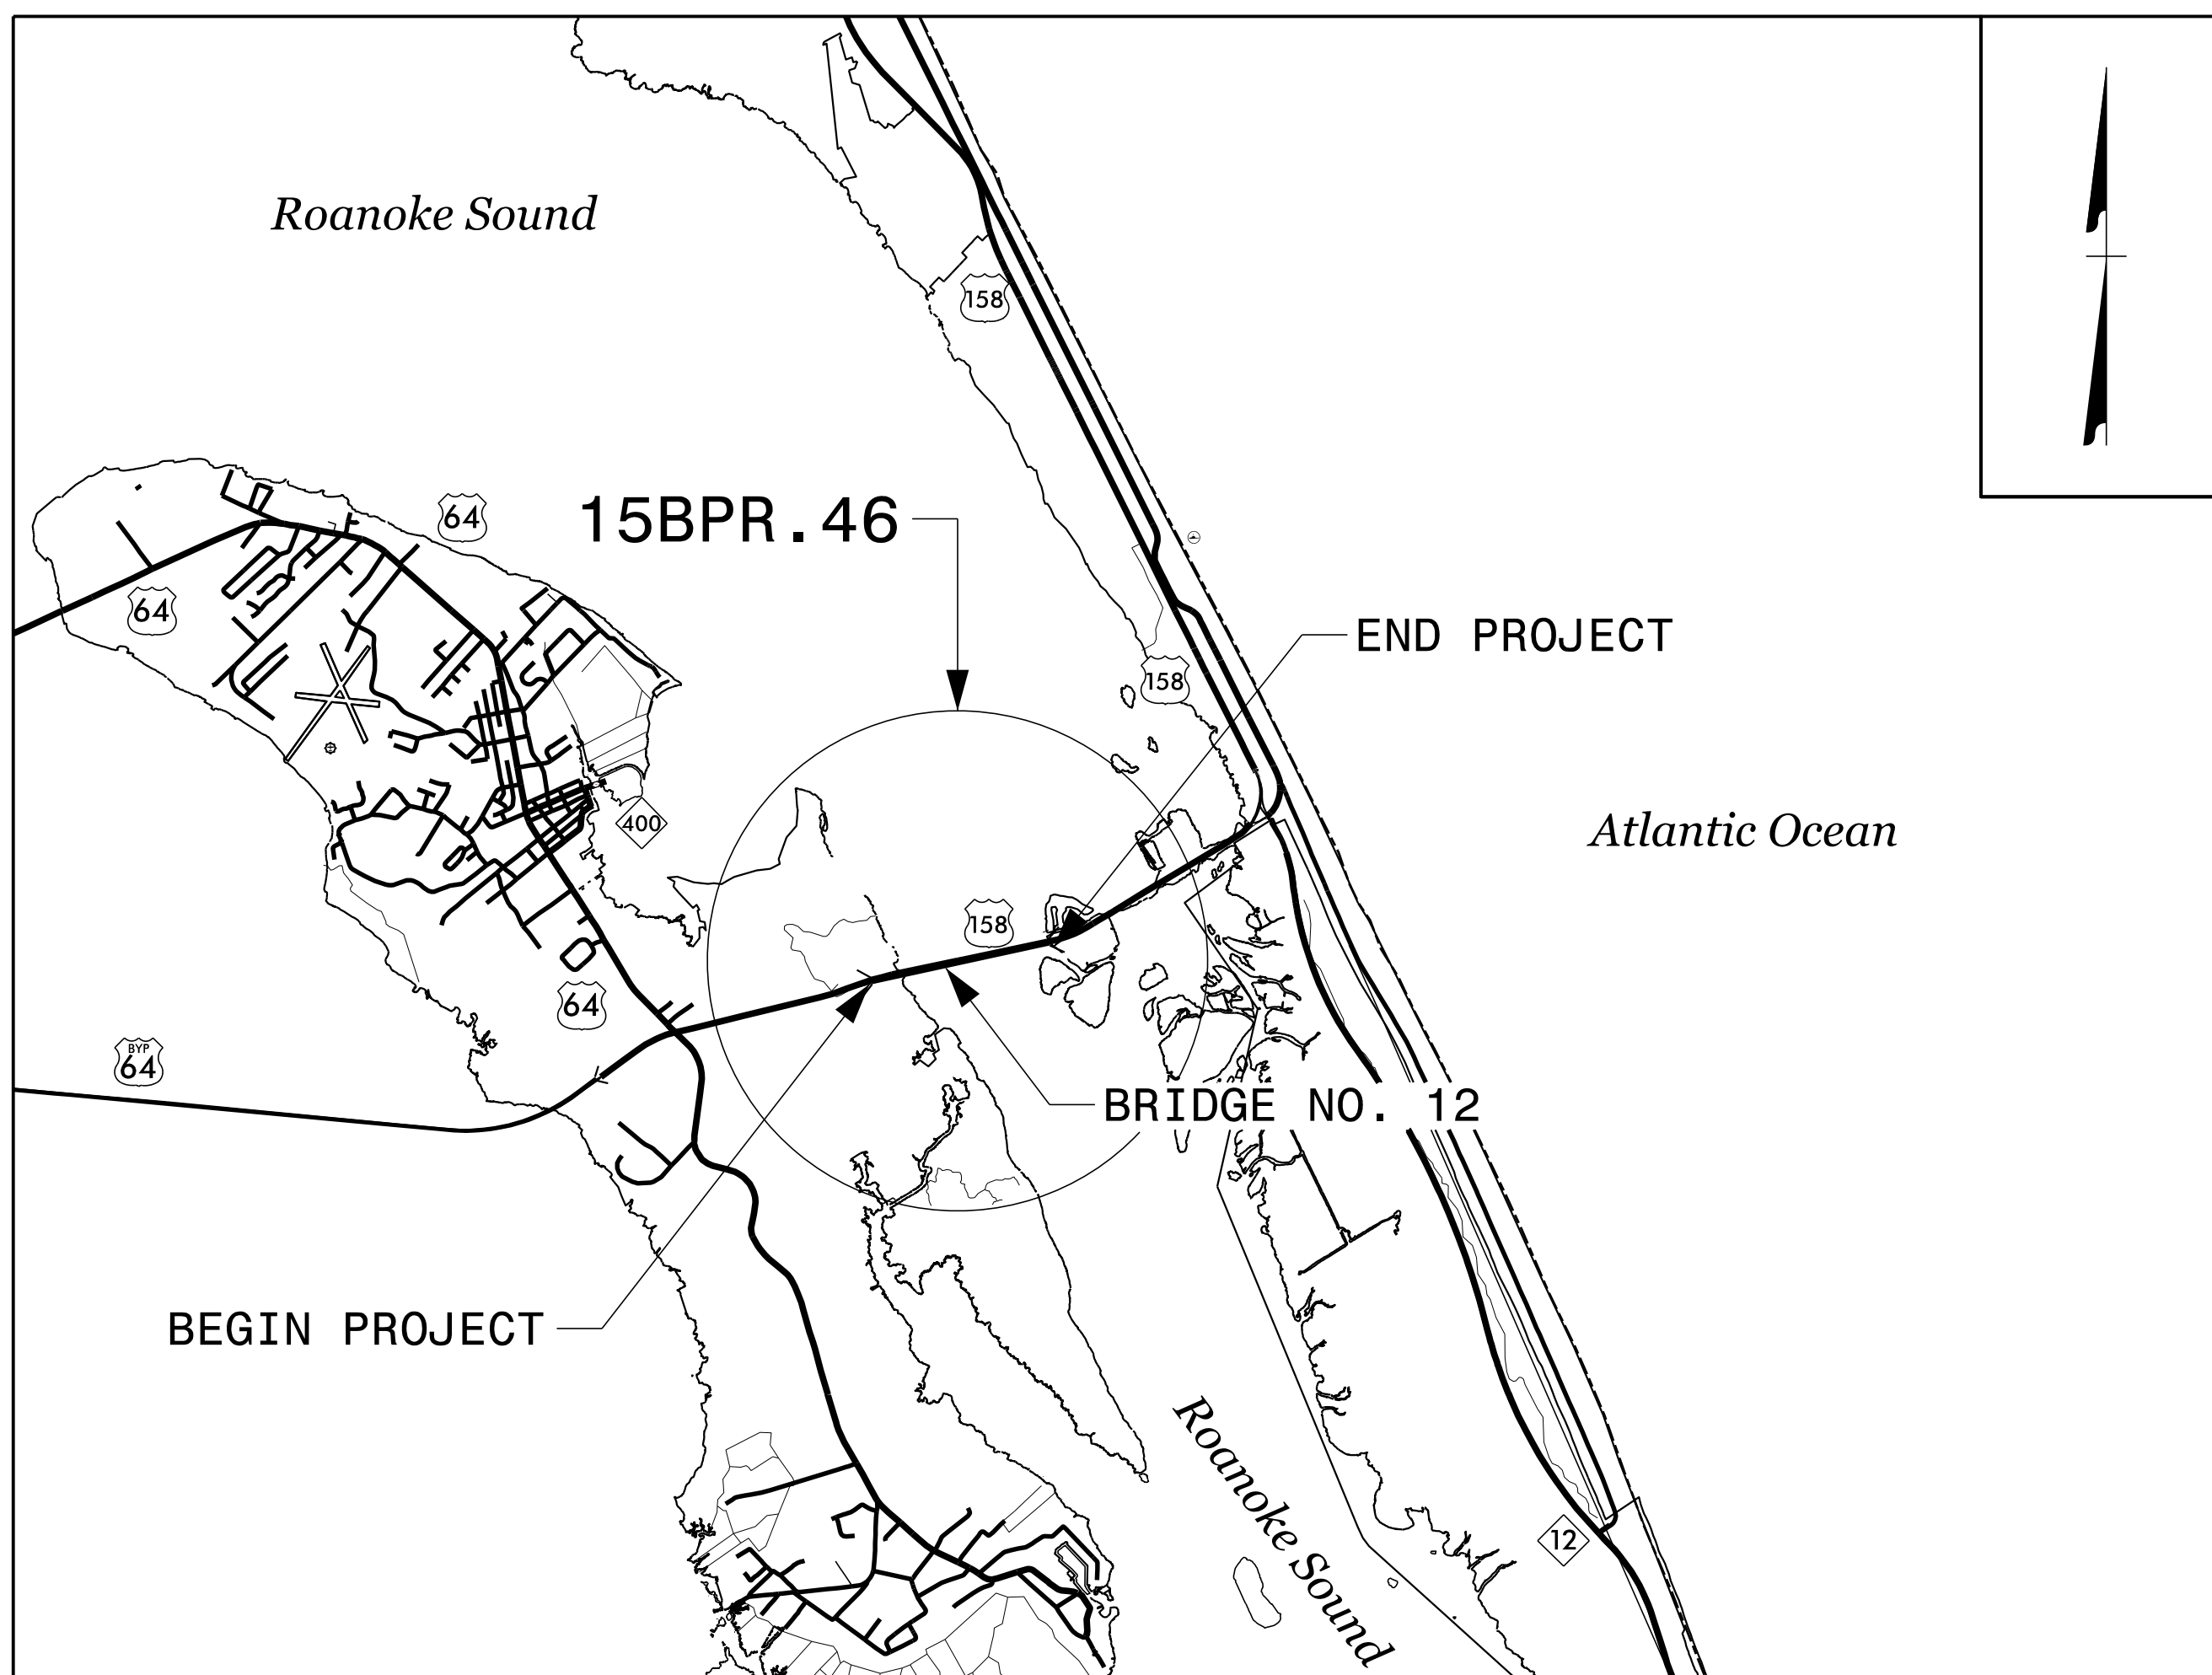 Roanoke Sound
158
64
15BPR.46
64
END PROJECT
158
400
Atlantic Ocean
158
64
BYP
64
BRIDGE NO. 12
BEGIN PROJECT
Roanoke Sound
12